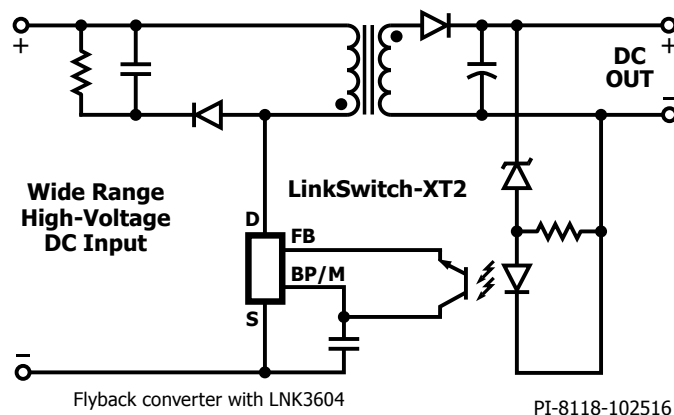 +
+
DC
OUT
−
Wide Range
High-Voltage
DC Input
LinkSwitch-XT2
D
FB
BP/M
S
−
Flyback converter with LNK3604
PI-8118-102516